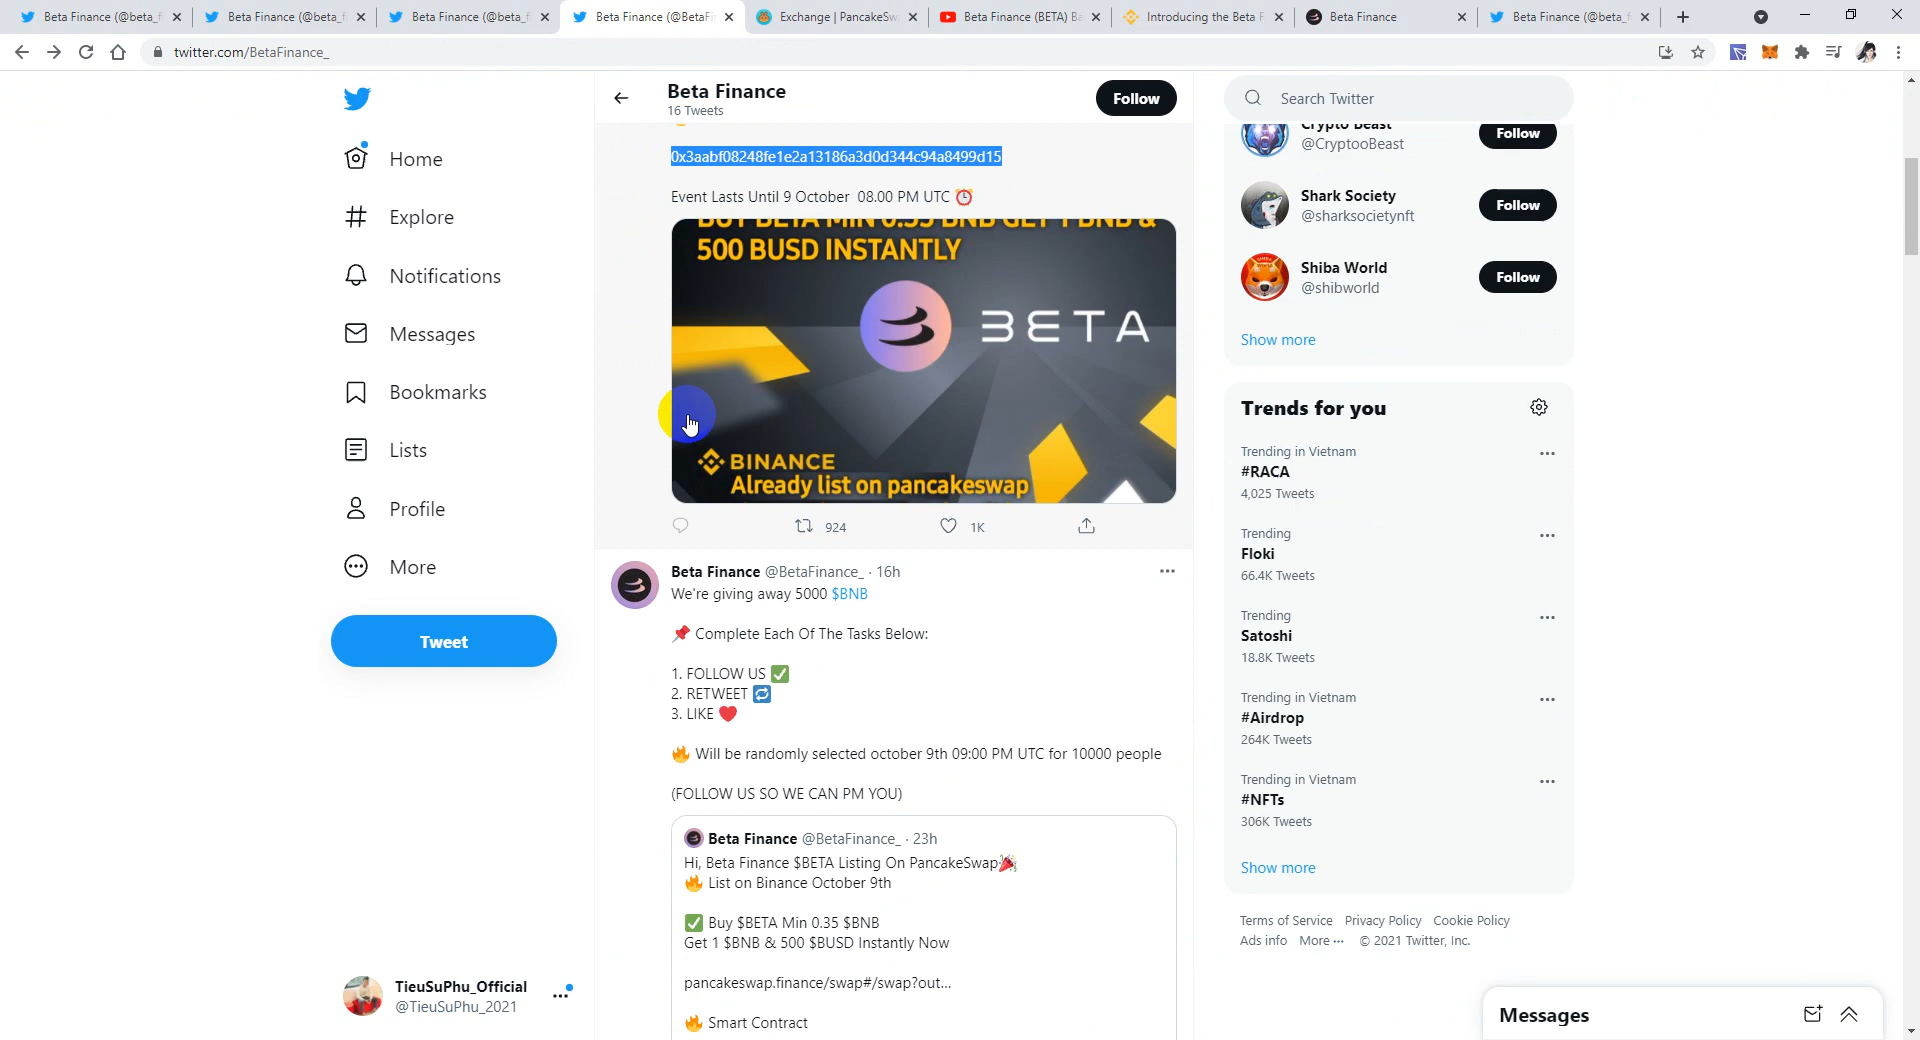 Beta Finance (@beta_f
Beta Finance (@beta_f
Beta Finance (@beta_f
Beta Finance (@BetaFi
Exchange | PancakeSw
Beta Finance (BETA) B
Introducing the Beta F
Beta Finance
Beta Finance (@beta_f
twitter.com/BetaFinance_
Home
Explore
Notifications
Messages
Bookmarks
Lists
Profile
More
Tweet
TieuSuPhu_Official
@TieuSuPhu_2021
Beta Finance
16 Tweets
Follow
0x3aabf08248fe1e2a13186a3d0d344c94a8499d15
Event Lasts Until 9 October 08.00 PM UTC ⏰
BUY BETA MIN 0.35 BNB GET 1 BNB &
500 BUSD INSTANTLY
BETA
BINANCE
Already list on pancakeswap
924
1K
Beta Finance @BetaFinance_ · 16h
We're giving away 5000 $BNB
📌 Complete Each Of The Tasks Below:
1. FOLLOW US ✅
2. RETWEET 🔁
3. LIKE ❤️
🔥 Will be randomly selected october 9th 09:00 PM UTC for 10000 people
(FOLLOW US SO WE CAN PM YOU)
Beta Finance @BetaFinance_ · 23h
Hi, Beta Finance $BETA Listing On PancakeSwap🎉
🔥 List on Binance October 9th
✅ Buy $BETA Min 0.35 $BNB
Get 1 $BNB & 500 $BUSD Instantly Now
pancakeswap.finance/swap#/swap?out...
🔥 Smart Contract
Search Twitter
Crypto Beast
@CryptooBeast
Follow
Shark Society
@sharksocietynft
Follow
Shiba World
@shibworld
Follow
Show more
Trends for you
Trending in Vietnam
#RACA
4,025 Tweets
Trending
Floki
66.4K Tweets
Trending
Satoshi
18.8K Tweets
Trending in Vietnam
#Airdrop
264K Tweets
Trending in Vietnam
#NFTs
306K Tweets
Show more
Terms of Service Privacy Policy Cookie Policy
Ads info More ··· © 2021 Twitter, Inc.
Messages